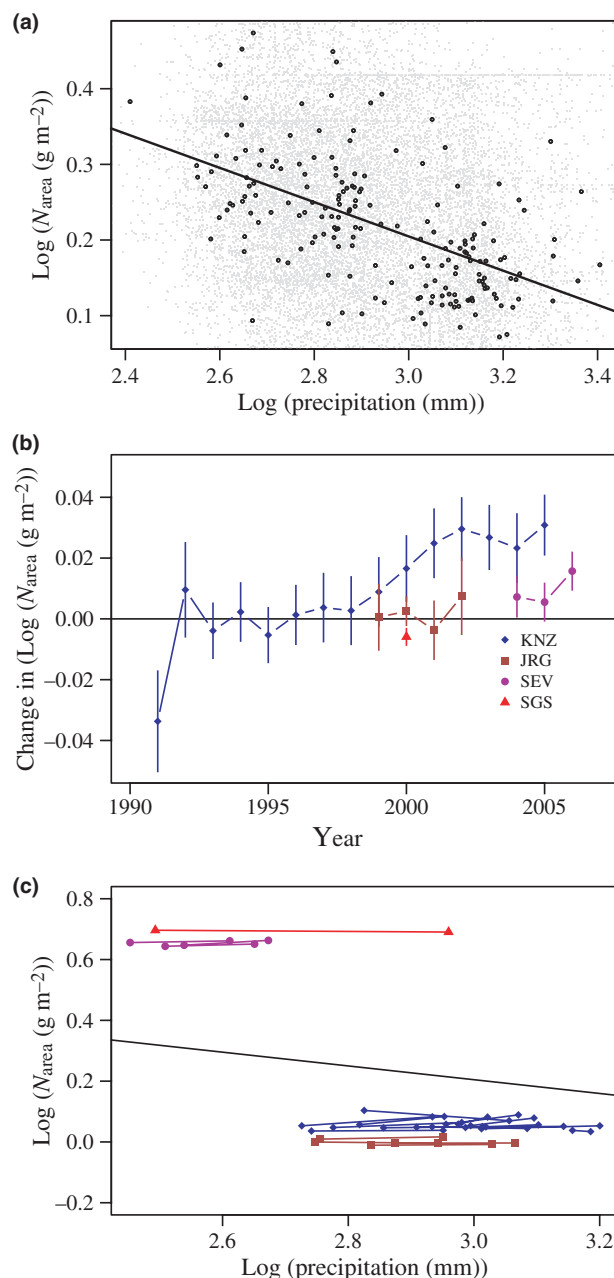 (a)
Log (Narea (g m−2))
0.4
0.3
0.2
0.1
2.4 2.6 2.8 3.0 3.2 3.4
Log (precipitation (mm))
(b)
Change in (Log (Narea (g m−2))
0.04
0.02
0.00
−0.02
−0.04
KNZ
JRG
SEV
SGS
1990 1995 2000 2005
Year
(c)
Log (Narea (g m−2))
0.8
0.6
0.4
0.2
0.0
−0.2
2.6 2.8 3.0 3.2
Log (precipitation (mm))